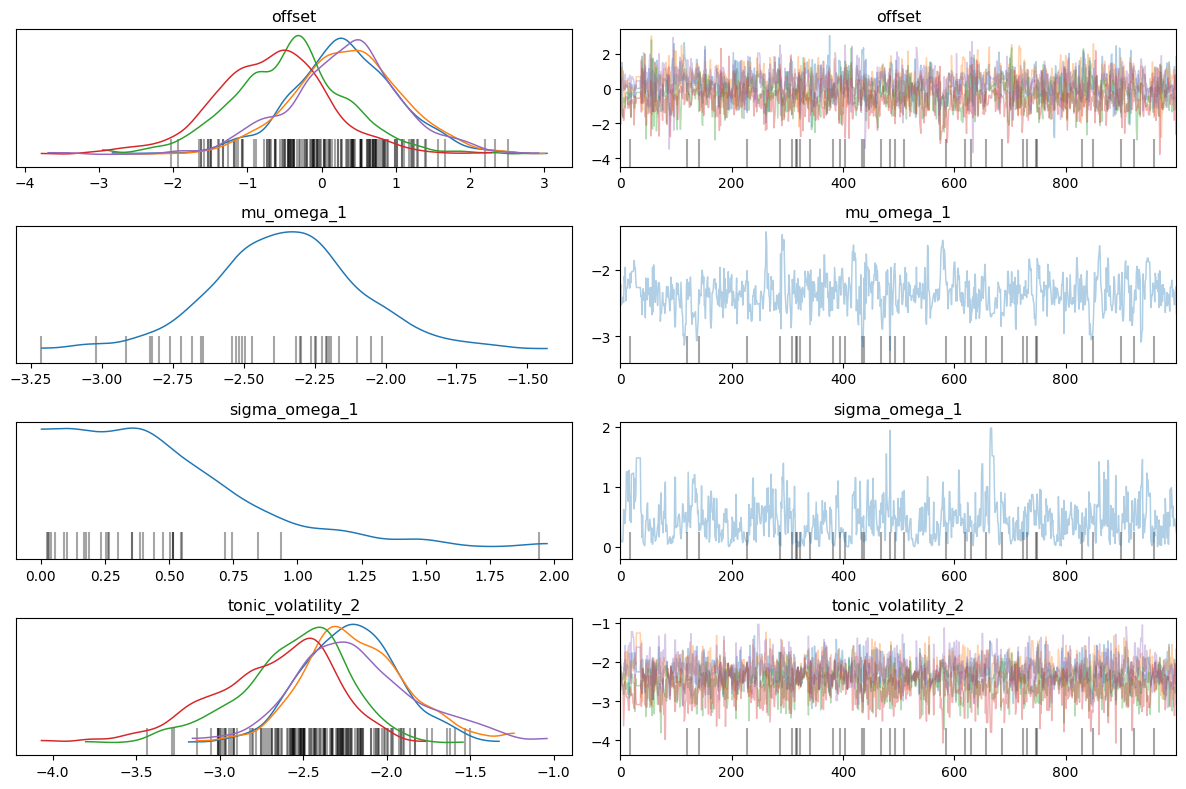 offset
offset
−4 −3 −2 −1 0 1 2 3
2
0
−2
−4
0 200 400 600 800
mu_omega_1
mu_omega_1
−3.25 −3.00 −2.75 −2.50 −2.25 −2.00 −1.75 −1.50
−2
−3
0 200 400 600 800
sigma_omega_1
sigma_omega_1
0.00 0.25 0.50 0.75 1.00 1.25 1.50 1.75 2.00
2
1
0
0 200 400 600 800
tonic_volatility_2
tonic_volatility_2
−4.0 −3.5 −3.0 −2.5 −2.0 −1.5 −1.0
−1
−2
−3
−4
0 200 400 600 800